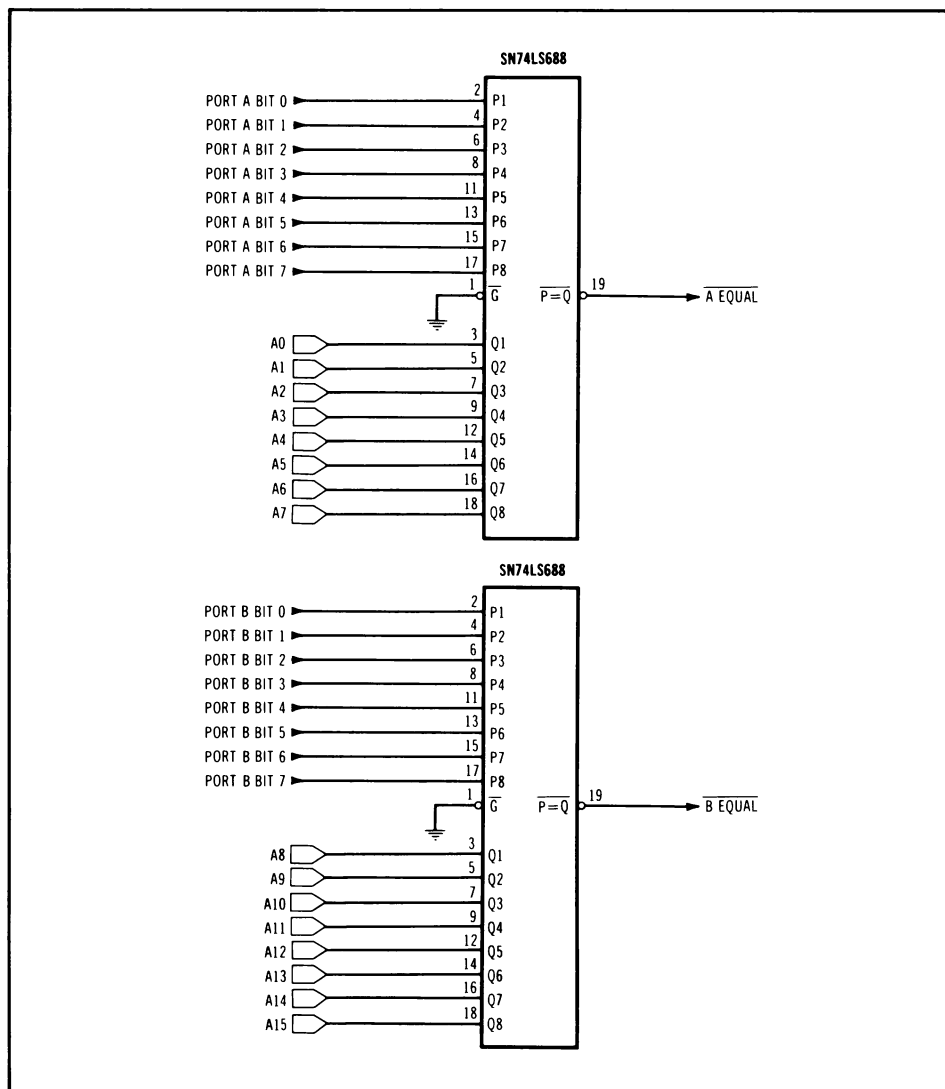 SN74LS688
PORT A BIT 0 2 P1
PORT A BIT 1 4 P2
PORT A BIT 2 6 P3
PORT A BIT 3 8 P4
PORT A BIT 4 11 P5
PORT A BIT 5 13 P6
PORT A BIT 6 15 P7
PORT A BIT 7 17 P8
1 G̅ P=Q 19 A EQUAL
A0 3 Q1
A1 5 Q2
A2 7 Q3
A3 9 Q4
A4 12 Q5
A5 14 Q6
A6 16 Q7
A7 18 Q8
SN74LS688
PORT B BIT 0 2 P1
PORT B BIT 1 4 P2
PORT B BIT 2 6 P3
PORT B BIT 3 8 P4
PORT B BIT 4 11 P5
PORT B BIT 5 13 P6
PORT B BIT 6 15 P7
PORT B BIT 7 17 P8
1 G̅ P=Q 19 B EQUAL
A8 3 Q1
A9 5 Q2
A10 7 Q3
A11 9 Q4
A12 12 Q5
A13 14 Q6
A14 16 Q7
A15 18 Q8